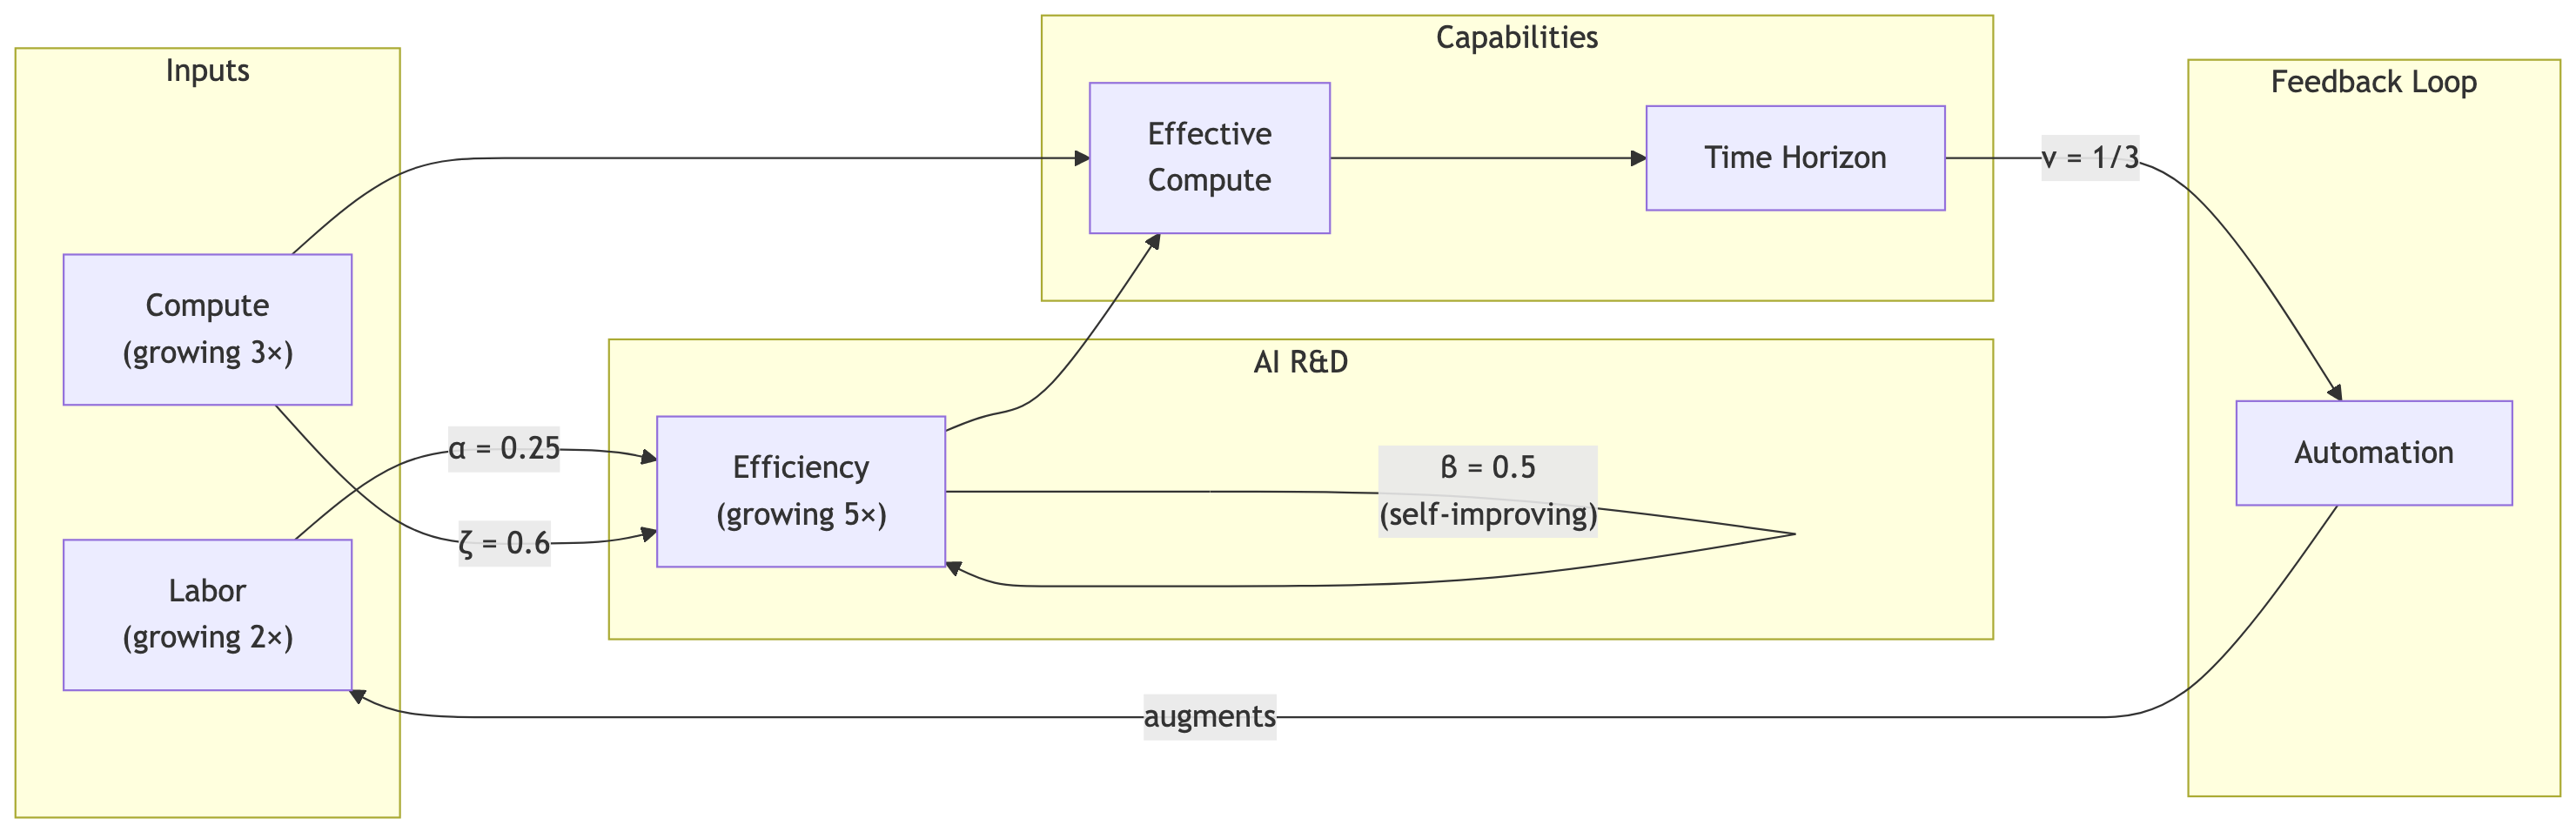 Inputs
Compute
(growing 3×)
Labor
(growing 2×)
α = 0.25
ζ = 0.6
Capabilities
Effective
Compute
Time Horizon
AI R&D
Efficiency
(growing 5×)
β = 0.5
(self-improving)
v = 1/3
Feedback Loop
Automation
augments